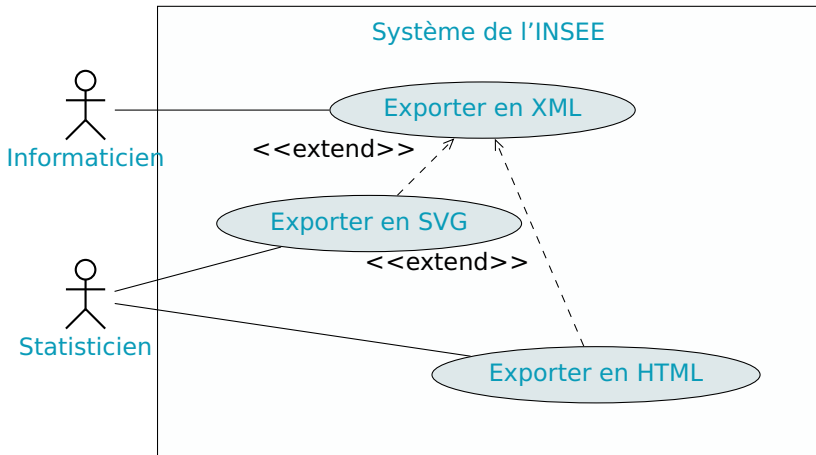 Système de l’INSEE
Exporter en XML
Informaticien
<<extend>>
Exporter en SVG
<<extend>>
Statisticien
Exporter en HTML